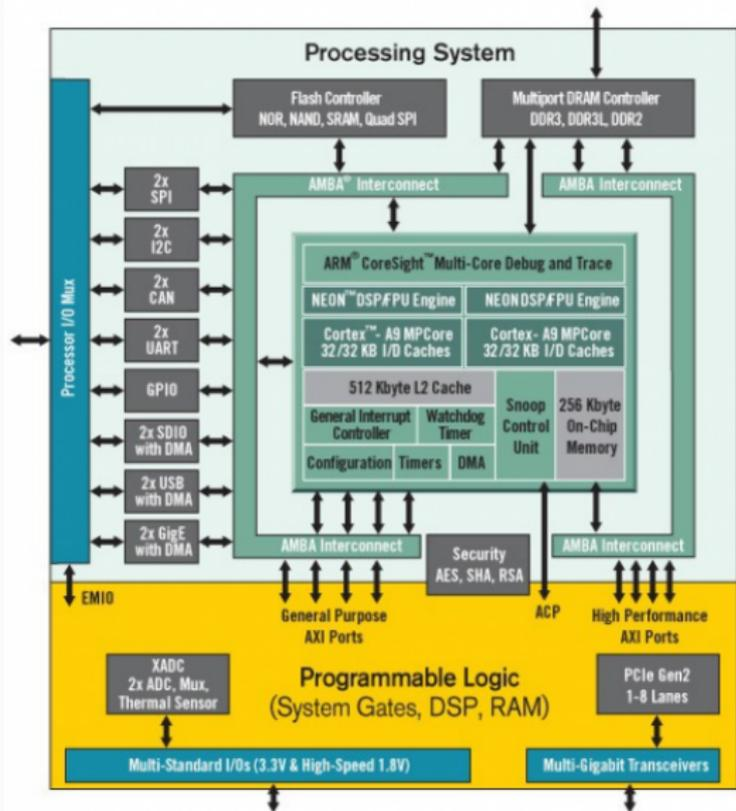 Processing System
Flash Controller
NOR, NAND, SRAM, Quad SPI
Multiport DRAM Controller
DDR3, DDR3L, DDR2
Processor I/O Mux
AMBA® Interconnect
AMBA Interconnect
2x
SPI
2x
I2C
2x
CAN
2x
UART
GPIO
2x SDIO
with DMA
2x USB
with DMA
2x GigE
with DMA
ARM® CoreSight™ Multi-Core Debug and Trace
NEON™ DSP/FPU Engine
NEON DSP/FPU Engine
Cortex™- A9 MPCore
32/32 KB I/D Caches
Cortex- A9 MPCore
32/32 KB I/D Caches
512 Kbyte L2 Cache
General Interrupt
Controller
Watchdog
Timer
Configuration
Timers
DMA
Snoop
Control
Unit
256 Kbyte
On-Chip
Memory
AMBA Interconnect
Security
AES, SHA, RSA
AMBA Interconnect
EMIO
General Purpose
AXI Ports
ACP
High Performance
AXI Ports
XADC
2x ADC, Mux,
Thermal Sensor
Programmable Logic
(System Gates, DSP, RAM)
PCIe Gen2
1-8 Lanes
Multi-Standard I/Os (3.3V & High-Speed 1.8V)
Multi-Gigabit Transceivers